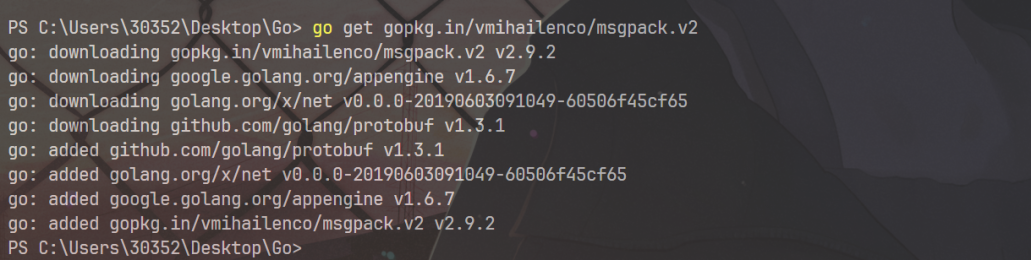 PS C:\Users\30352\Desktop\Go> go get gopkg.in/vmihailenco/msgpack.v2
go: downloading gopkg.in/vmihailenco/msgpack.v2 v2.9.2
go: downloading google.golang.org/appengine v1.6.7
go: downloading golang.org/x/net v0.0.0-20190603091049-60506f45cf65
go: downloading github.com/golang/protobuf v1.3.1
go: added github.com/golang/protobuf v1.3.1
go: added golang.org/x/net v0.0.0-20190603091049-60506f45cf65
go: added google.golang.org/appengine v1.6.7
go: added gopkg.in/vmihailenco/msgpack.v2 v2.9.2
PS C:\Users\30352\Desktop\Go>